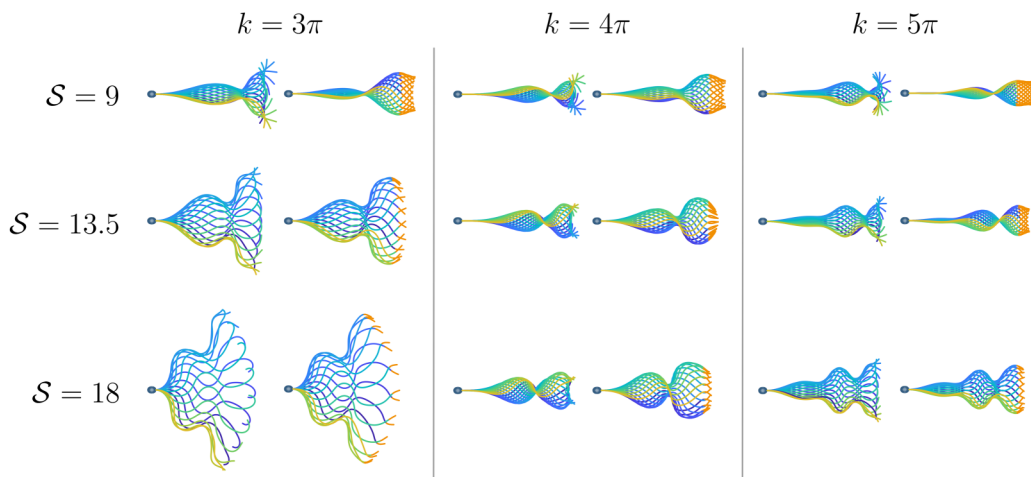 k = 3π
k = 4π
k = 5π
𝒮 = 9
𝒮 = 13.5
𝒮 = 18